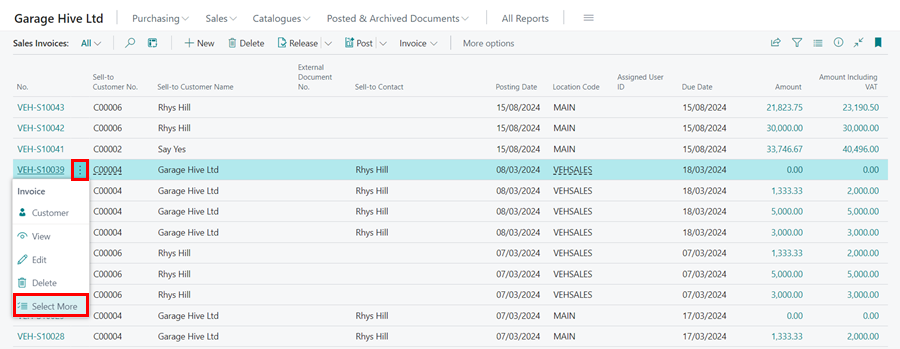 Garage Hive Ltd Purchasing Sales Catalogues Posted & Archived Documents All Reports
Sales Invoices: All New Delete Release Post Invoice More options
No. Sell-to Customer No. Sell-to Customer Name External Document No. Sell-to Contact Posting Date Location Code Assigned User ID Due Date Amount Amount Including VAT
VEH-S10043 C00006 Rhys Hill 15/08/2024 MAIN 15/08/2024 21,823.75 23,190.50
VEH-S10042 C00006 Rhys Hill 15/08/2024 MAIN 15/08/2024 30,000.00 30,000.00
VEH-S10041 C00002 Say Yes 15/08/2024 MAIN 15/08/2024 33,746.67 40,496.00
VEH-S10039 C00004 Garage Hive Ltd Rhys Hill 08/03/2024 VEHSALES 18/03/2024 0.00 0.00
Invoice C00004 Garage Hive Ltd Rhys Hill 08/03/2024 VEHSALES 18/03/2024 1,333.33 2,000.00
Customer C00004 Garage Hive Ltd Rhys Hill 08/03/2024 VEHSALES 18/03/2024 5,000.00 5,000.00
View C00004 Garage Hive Ltd Rhys Hill 08/03/2024 VEHSALES 18/03/2024 3,000.00 3,000.00
Edit C00006 Rhys Hill 07/03/2024 VEHSALES 07/03/2024 1,333.33 2,000.00
Delete C00006 Rhys Hill 07/03/2024 VEHSALES 07/03/2024 5,000.00 5,000.00
Select More C00006 Rhys Hill 07/03/2024 VEHSALES 07/03/2024 3,000.00 3,000.00
C00004 Garage Hive Ltd Rhys Hill 07/03/2024 MAIN 17/03/2024 0.00 0.00
VEH-S10028 C00004 Garage Hive Ltd Rhys Hill 07/03/2024 MAIN 17/03/2024 1,333.33 2,000.00